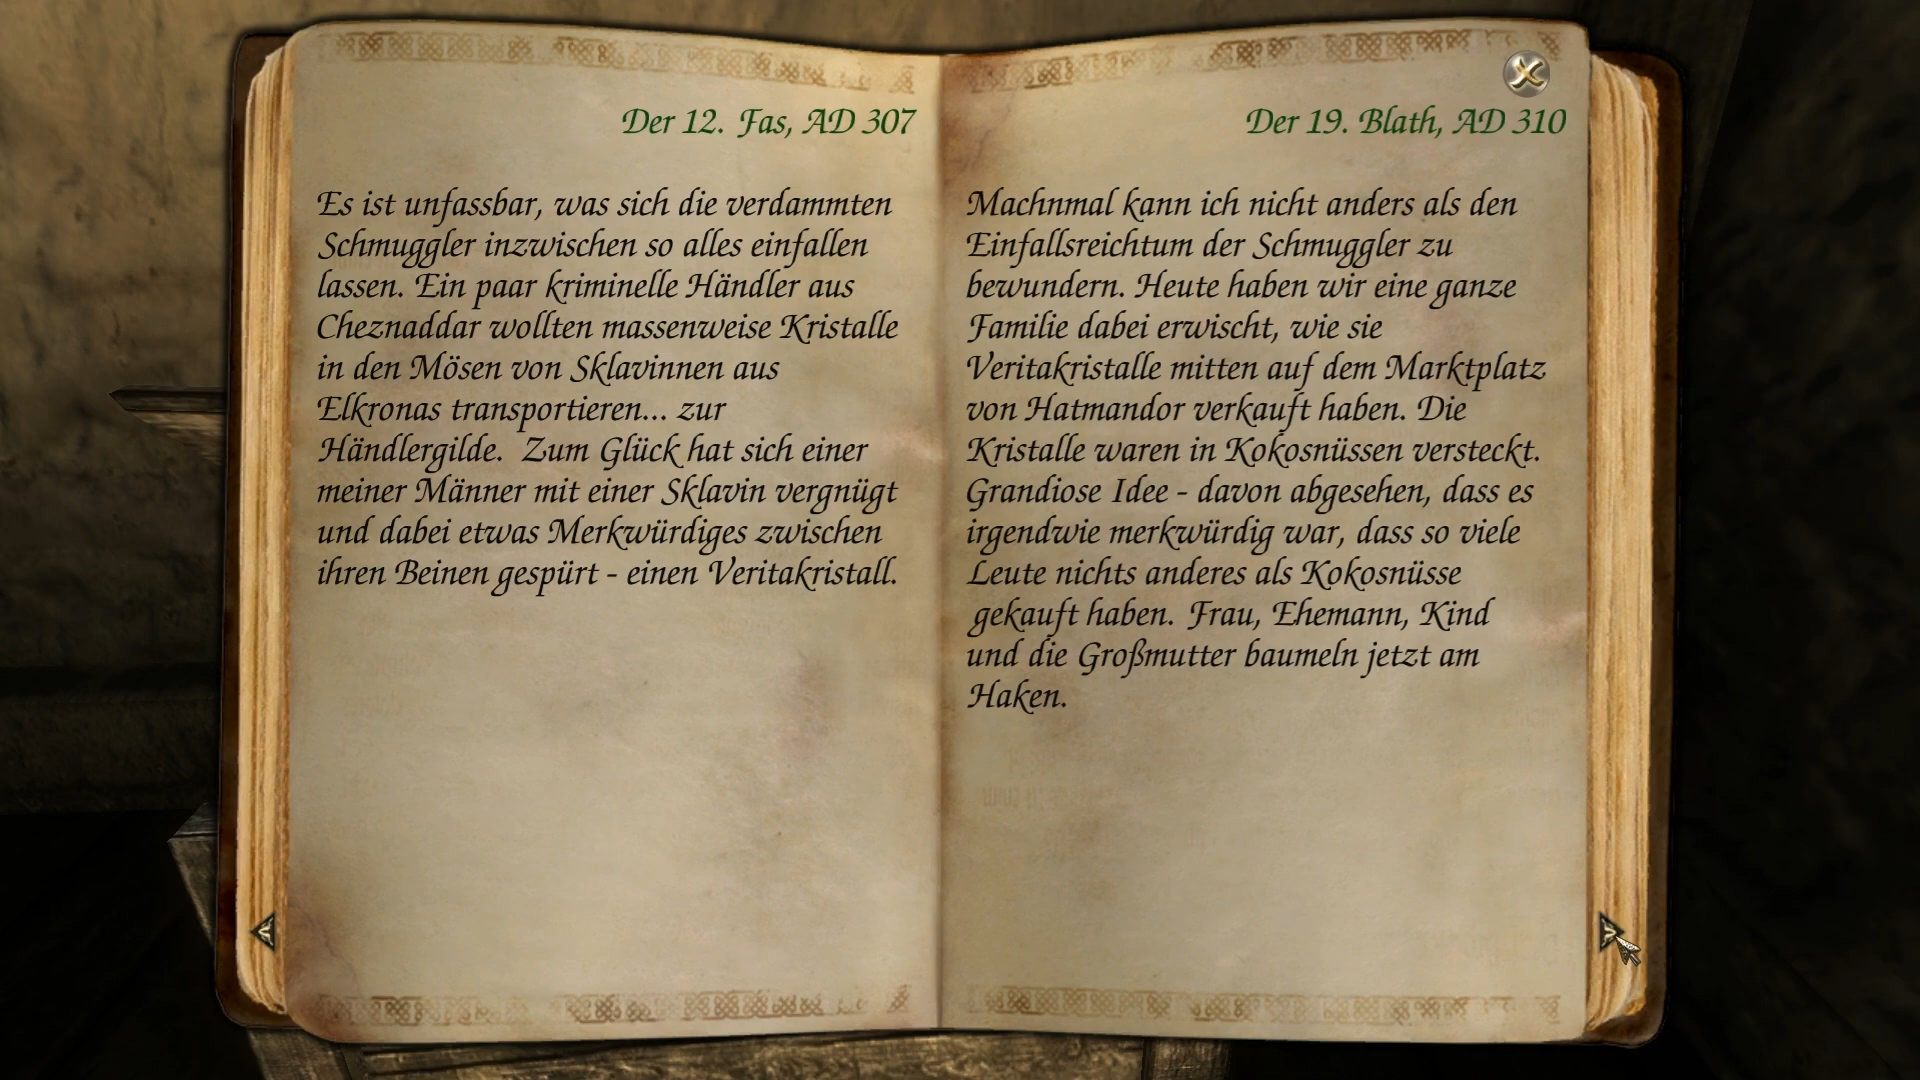 Der 12. Fas, AD 307
Es ist unfassbar, was sich die verdammten
Schmuggler inzwischen so alles einfallen
lassen. Ein paar kriminelle Händler aus
Cheznaddar wollten massenweise Kristalle
in den Mösen von Sklavinnen aus
Elkronas transportieren... zur
Händlergilde. Zum Glück hat sich einer
meiner Männer mit einer Sklavin vergnügt
und dabei etwas Merkwürdiges zwischen
ihren Beinen gespürt - einen Veritakristall.
Der 19. Blath, AD 310
Machnmal kann ich nicht anders als den
Einfallsreichtum der Schmuggler zu
bewundern. Heute haben wir eine ganze
Familie dabei erwischt, wie sie
Veritakristalle mitten auf dem Marktplatz
von Hatmandor verkauft haben. Die
Kristalle waren in Kokosnüssen versteckt.
Grandiose Idee - davon abgesehen, dass es
irgendwie merkwürdig war, dass so viele
Leute nichts anderes als Kokosnüsse
gekauft haben. Frau, Ehemann, Kind
und die Großmutter baumeln jetzt am
Haken.